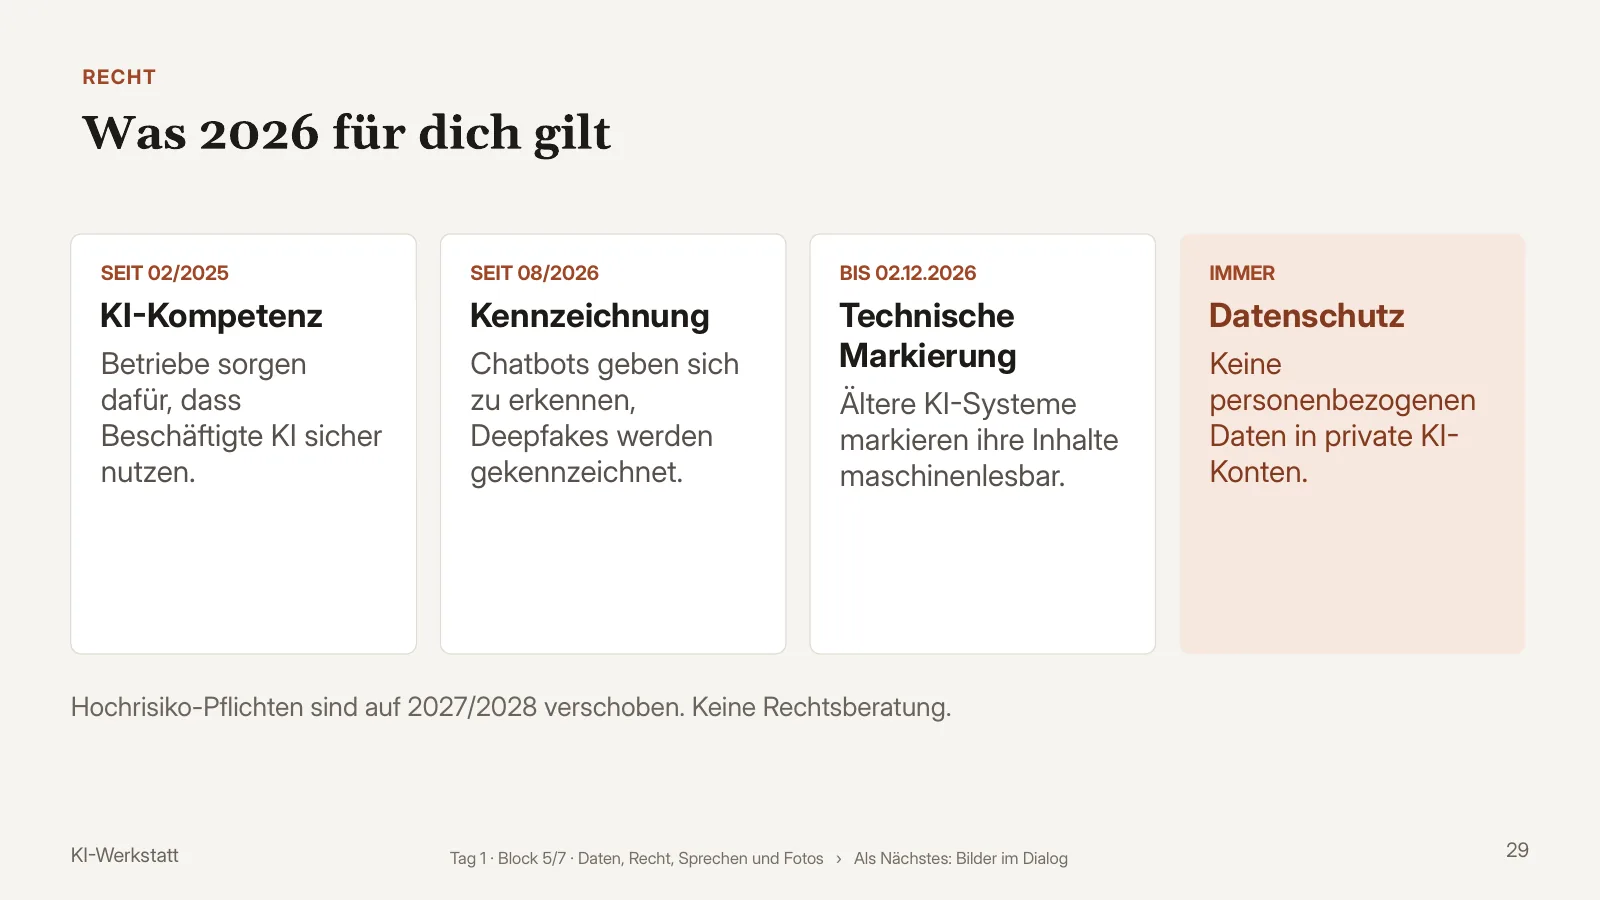 RECHT
Was 2026 für dich gilt
SEIT 02/2025
KI-Kompetenz
Betriebe sorgen
dafür, dass
Beschäftigte KI sicher
nutzen.
SEIT 08/2026
Kennzeichnung
Chatbots geben sich
zu erkennen,
Deepfakes werden
gekennzeichnet.
BIS 02.12.2026
Technische
Markierung
Ältere KI-Systeme
markieren ihre Inhalte
maschinenlesbar.
IMMER
Datenschutz
Keine
personenbezogenen
Daten in private KI-
Konten.
Hochrisiko-Pflichten sind auf 2027/2028 verschoben. Keine Rechtsberatung.
KI-Werkstatt
Tag 1 · Block 5/7 · Daten, Recht, Sprechen und Fotos › Als Nächstes: Bilder im Dialog
29